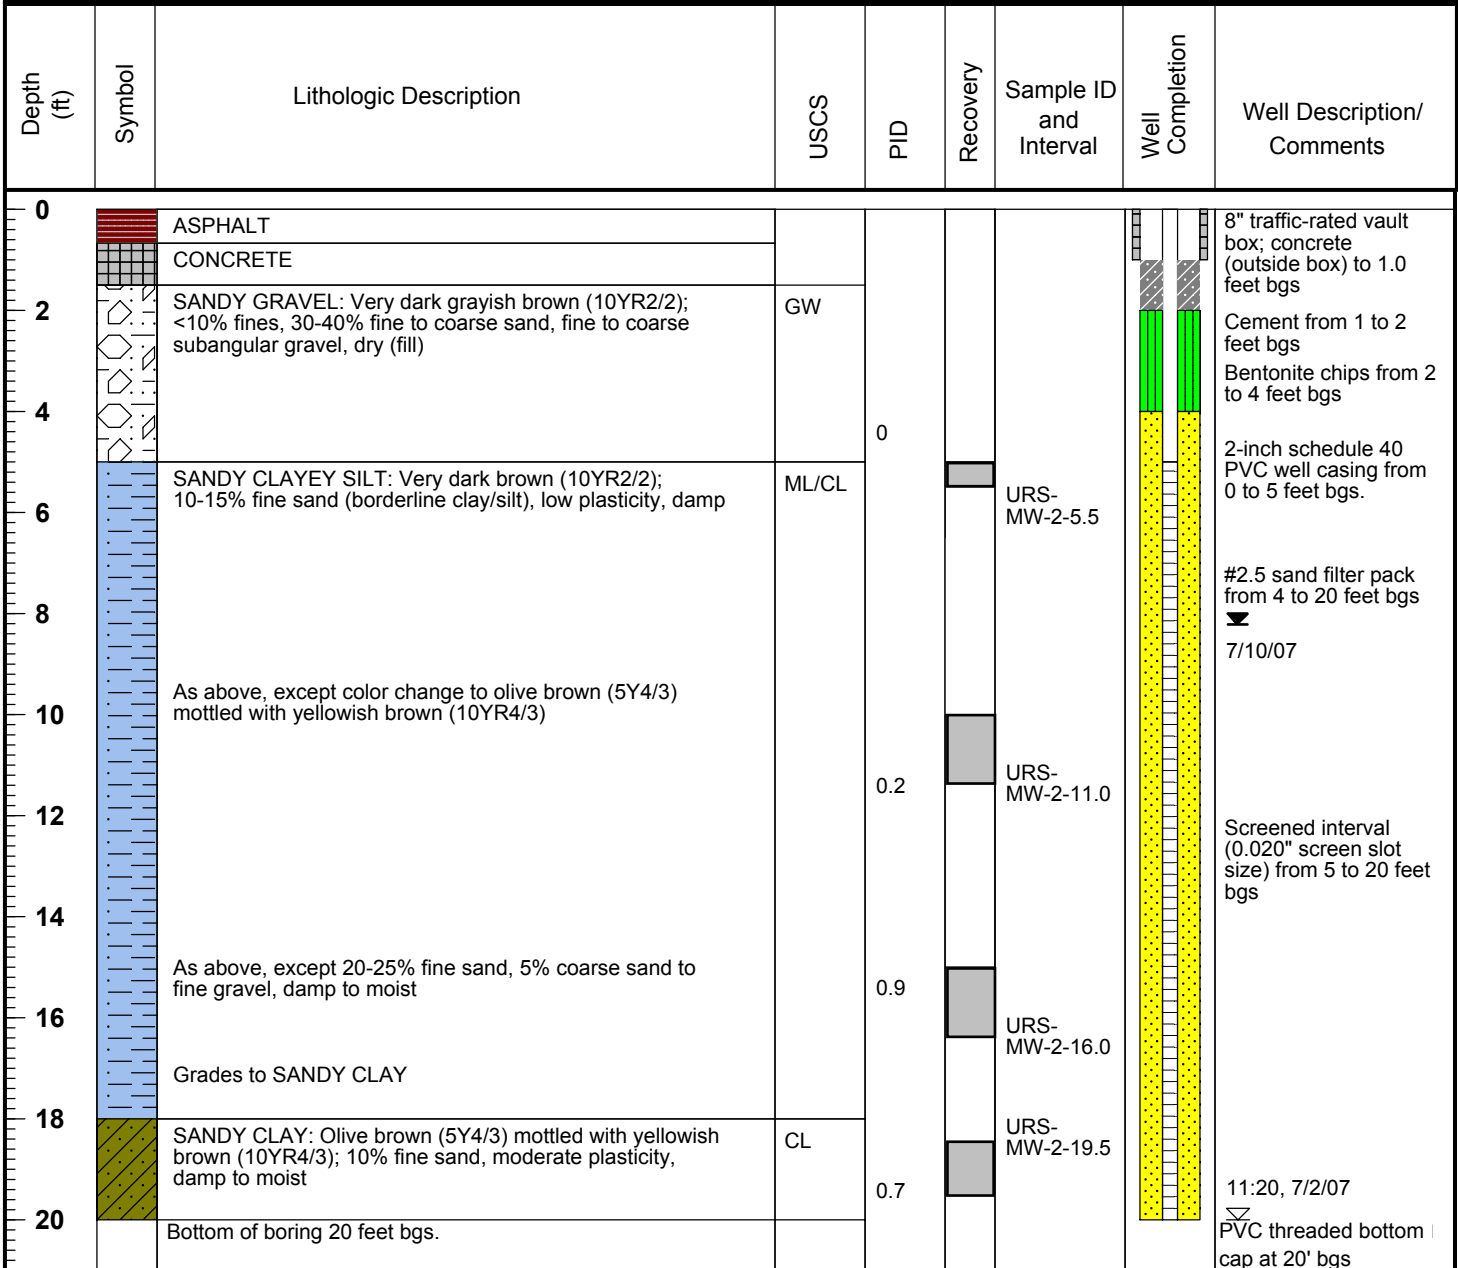 Depth
(ft)
Symbol
Lithologic Description
USCS
PID
Recovery
Sample ID
and
Interval
Well
Completion
Well Description/
Comments
0
ASPHALT
CONCRETE
8" traffic-rated vault
box; concrete
(outside box) to 1.0
feet bgs
2
SANDY GRAVEL: Very dark grayish brown (10YR2/2);
<10% fines, 30-40% fine to coarse sand, fine to coarse
subangular gravel, dry (fill)
GW
Cement from 1 to 2
feet bgs
Bentonite chips from 2
to 4 feet bgs
4
0
2-inch schedule 40
PVC well casing from
0 to 5 feet bgs.
SANDY CLAYEY SILT: Very dark brown (10YR2/2);
10-15% fine sand (borderline clay/silt), low plasticity, damp
ML/CL
URS-
MW-2-5.5
6
#2.5 sand filter pack
from 4 to 20 feet bgs
8
7/10/07
As above, except color change to olive brown (5Y4/3)
mottled with yellowish brown (10YR4/3)
10
0.2
URS-
MW-2-11.0
12
Screened interval
(0.020" screen slot
size) from 5 to 20 feet
bgs
14
As above, except 20-25% fine sand, 5% coarse sand to
fine gravel, damp to moist
0.9
16
URS-
MW-2-16.0
Grades to SANDY CLAY
18
SANDY CLAY: Olive brown (5Y4/3) mottled with yellowish
brown (10YR4/3); 10% fine sand, moderate plasticity,
damp to moist
CL
0.7
URS-
MW-2-19.5
11:20, 7/2/07
20
Bottom of boring 20 feet bgs.
PVC threaded bottom
cap at 20' bgs